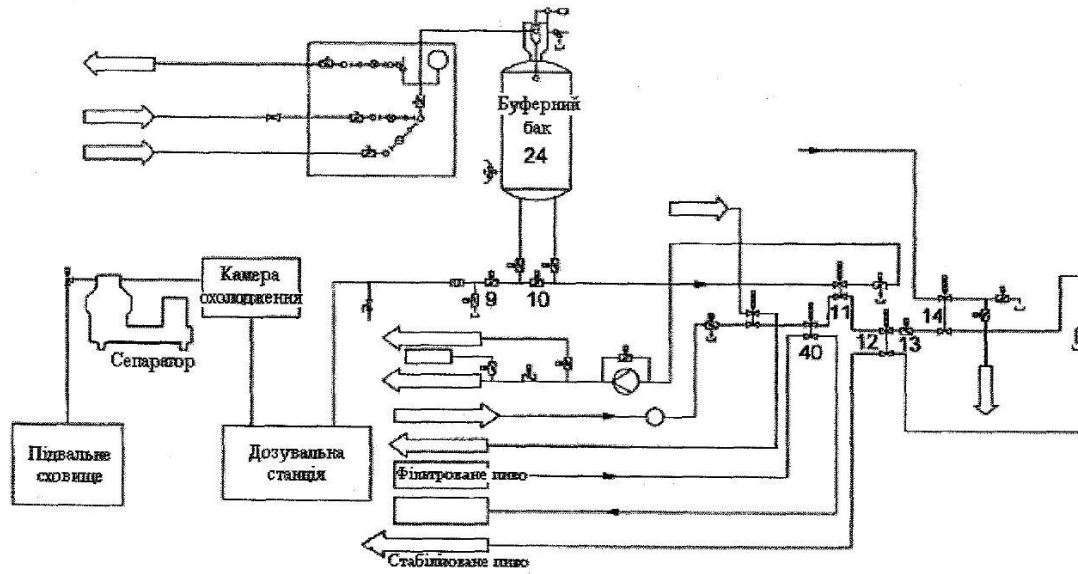 Буферний
бак
24
Камера
охолодження
9
10
11
14
12
13
40
Сепаратор
Підвальне
сховище
Дозувальна
станція
Фільтроване пиво
Стабілізоване пиво